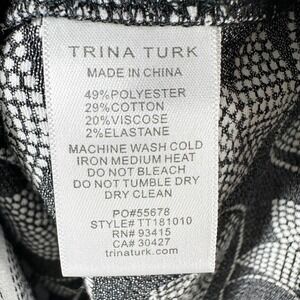 TRINA TURK
MADE IN CHINA
49%POLYESTER
29%COTTON
20%VISCOSE
2%ELASTANE
MACHINE WASH COLD
IRON MEDIUM HEAT
DO NOT BLEACH
DO NOT TUMBLE DRY
DRY CLEAN
PO#55678
STYLE# TT181010
RN# 93415
CA# 30427
trinaturk.com